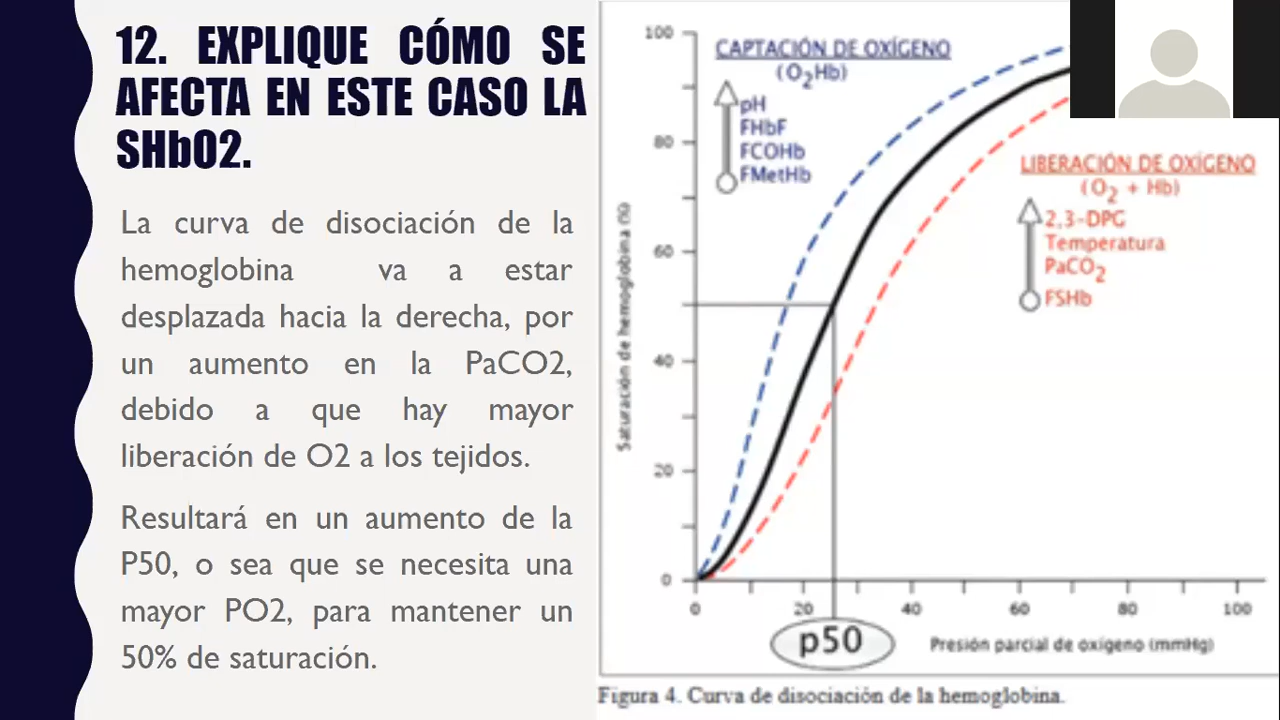 12. EXPLIQUE CÓMO SE
AFECTA EN ESTE CASO LA
SHbO2.
La curva de disociación de la
hemoglobina va a estar
desplazada hacia la derecha, por
un aumento en la PaCO2,
debido a que hay mayor
liberación de O2 a los tejidos.
Resultará en un aumento de la
P50, o sea que se necesita una
mayor PO2, para mantener un
50% de saturación.
CAPTACIÓN DE OXÍGENO
(O2Hb)
pH
FHbF
FCOHb
FMetHb
LIBERACIÓN DE OXÍGENO
(O2 + Hb)
2,3-DPG
Temperatura
PaCO2
FSHb
Saturación de hemoglobina (%)
100
80
60
40
20
0
0 20 40 60 80 100
p50
Presión parcial de oxígeno (mmHg)
Figura 4. Curva de disociación de la hemoglobina.